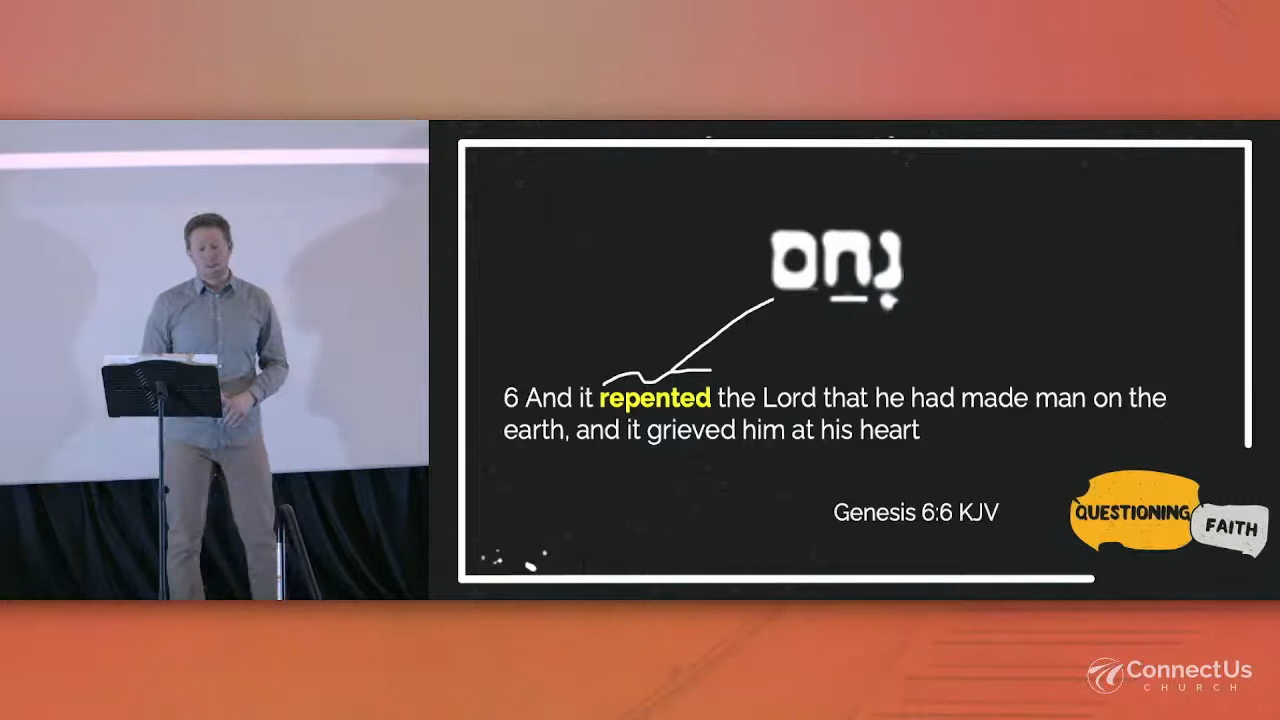 נָחַם
6 And it repented the Lord that he had made man on the
earth, and it grieved him at his heart
Genesis 6:6 KJV
QUESTIONING
FAITH
ConnectUs
CHURCH